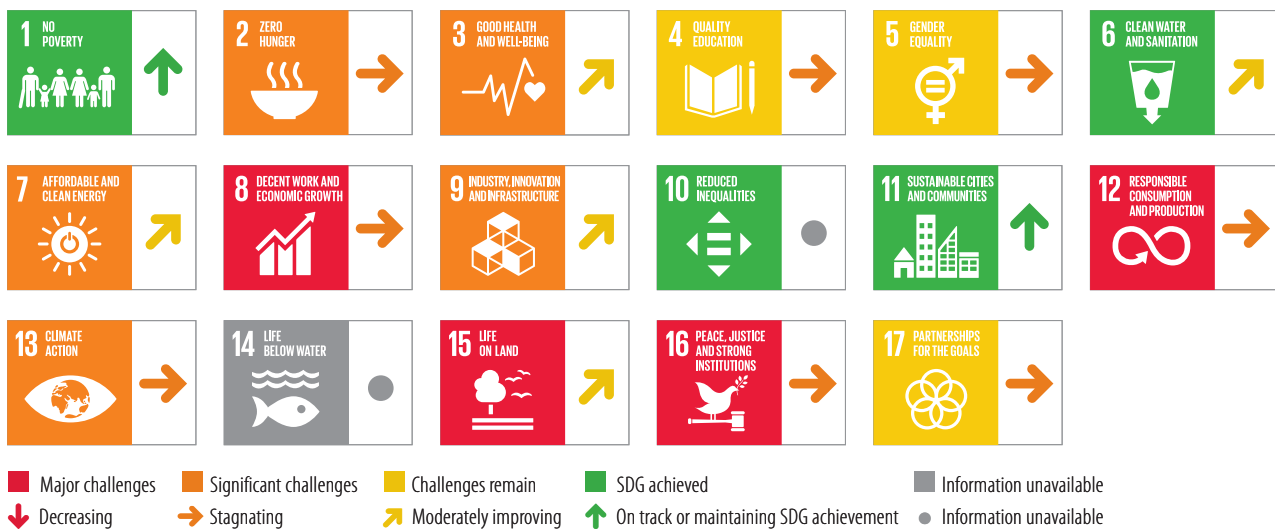 1 NO
POVERTY
2 ZERO
HUNGER
3 GOOD HEALTH
AND WELL-BEING
4 QUALITY
EDUCATION
5 GENDER
EQUALITY
6 CLEAN WATER
AND SANITATION
7 AFFORDABLE AND
CLEAN ENERGY
8 DECENT WORK AND
ECONOMIC GROWTH
9 INDUSTRY, INNOVATION
AND INFRASTRUCTURE
10 REDUCED
INEQUALITIES
11 SUSTAINABLE CITIES
AND COMMUNITIES
12 RESPONSIBLE
CONSUMPTION
AND PRODUCTION
13 CLIMATE
ACTION
14 LIFE
BELOW WATER
15 LIFE
ON LAND
16 PEACE, JUSTICE
AND STRONG
INSTITUTIONS
17 PARTNERSHIPS
FOR THE GOALS
Major challenges Significant challenges Challenges remain SDG achieved Information unavailable
Decreasing Stagnating Moderately improving On track or maintaining SDG achievement Information unavailable